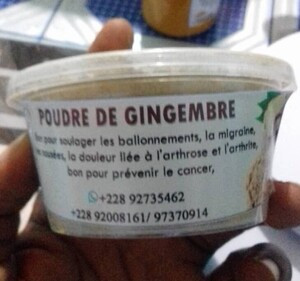 POUDRE DE GINGEMBRE
pour soulager les ballonnements, la migraine,
la douleur liée à l'arthrose et l'arthrite,
bon pour prévenir le cancer,
+228 92735462
+228 92008161/ 97370914